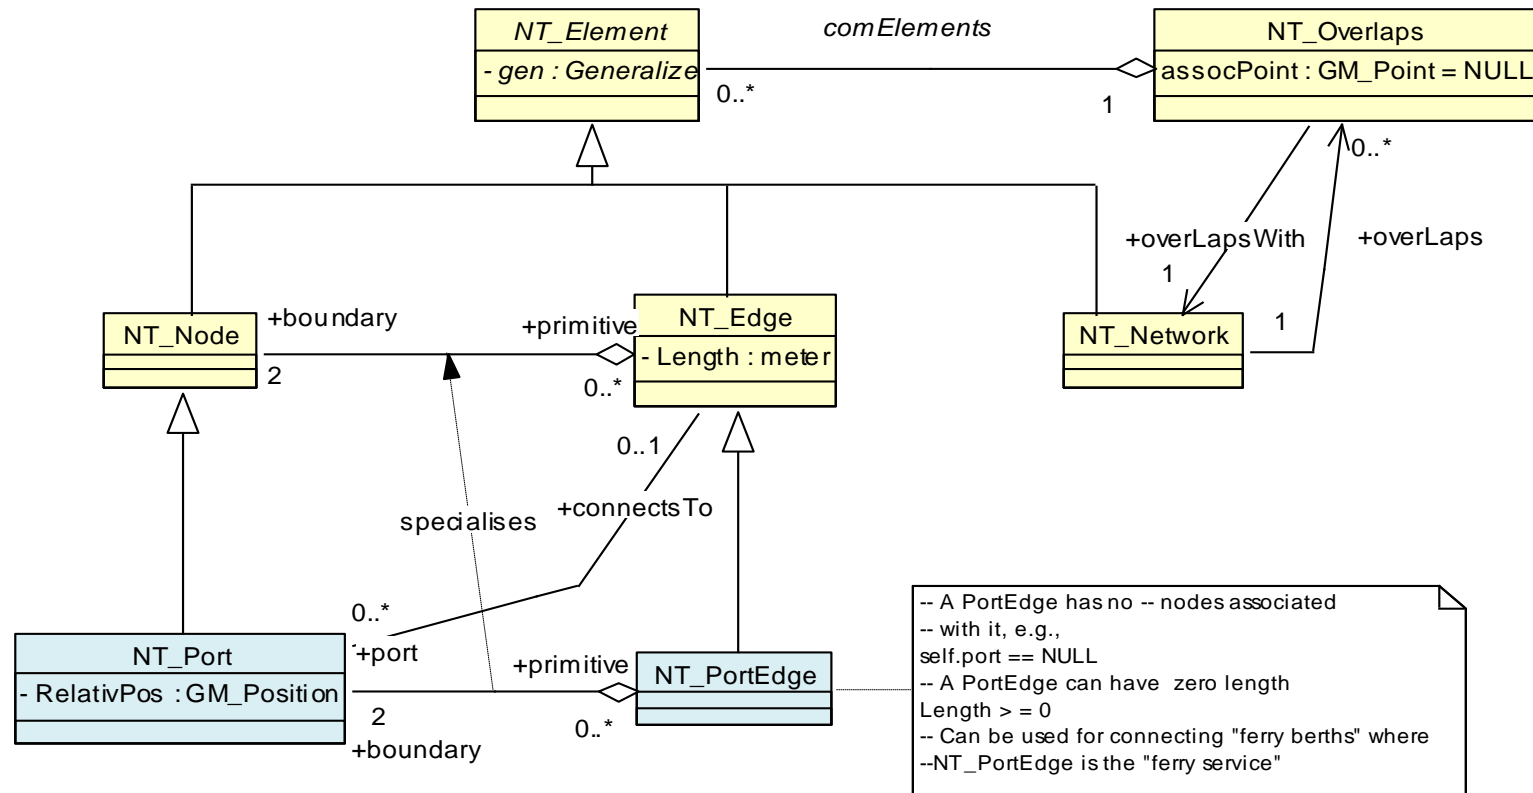 NT_Element
- gen : Generalize
comElements
0..*
1
NT_Overlaps
assocPoint : GM_Point = NULL
0..*
+overLapsWith
+overLaps
1
1
NT_Network
NT_Node
+boundary
2
+primitive
0..*
NT_Edge
- Length : meter
0..1
+connectsTo
specialises
0..*
+port
NT_Port
- RelativPos : GM_Position
2
+boundary
+primitive
0..*
NT_PortEdge
-- A PortEdge has no -- nodes associated
-- with it, e.g.,
self.port == NULL
-- A PortEdge can have zero length
Length > = 0
-- Can be used for connecting "ferry berths" where
--NT_PortEdge is the "ferry service"